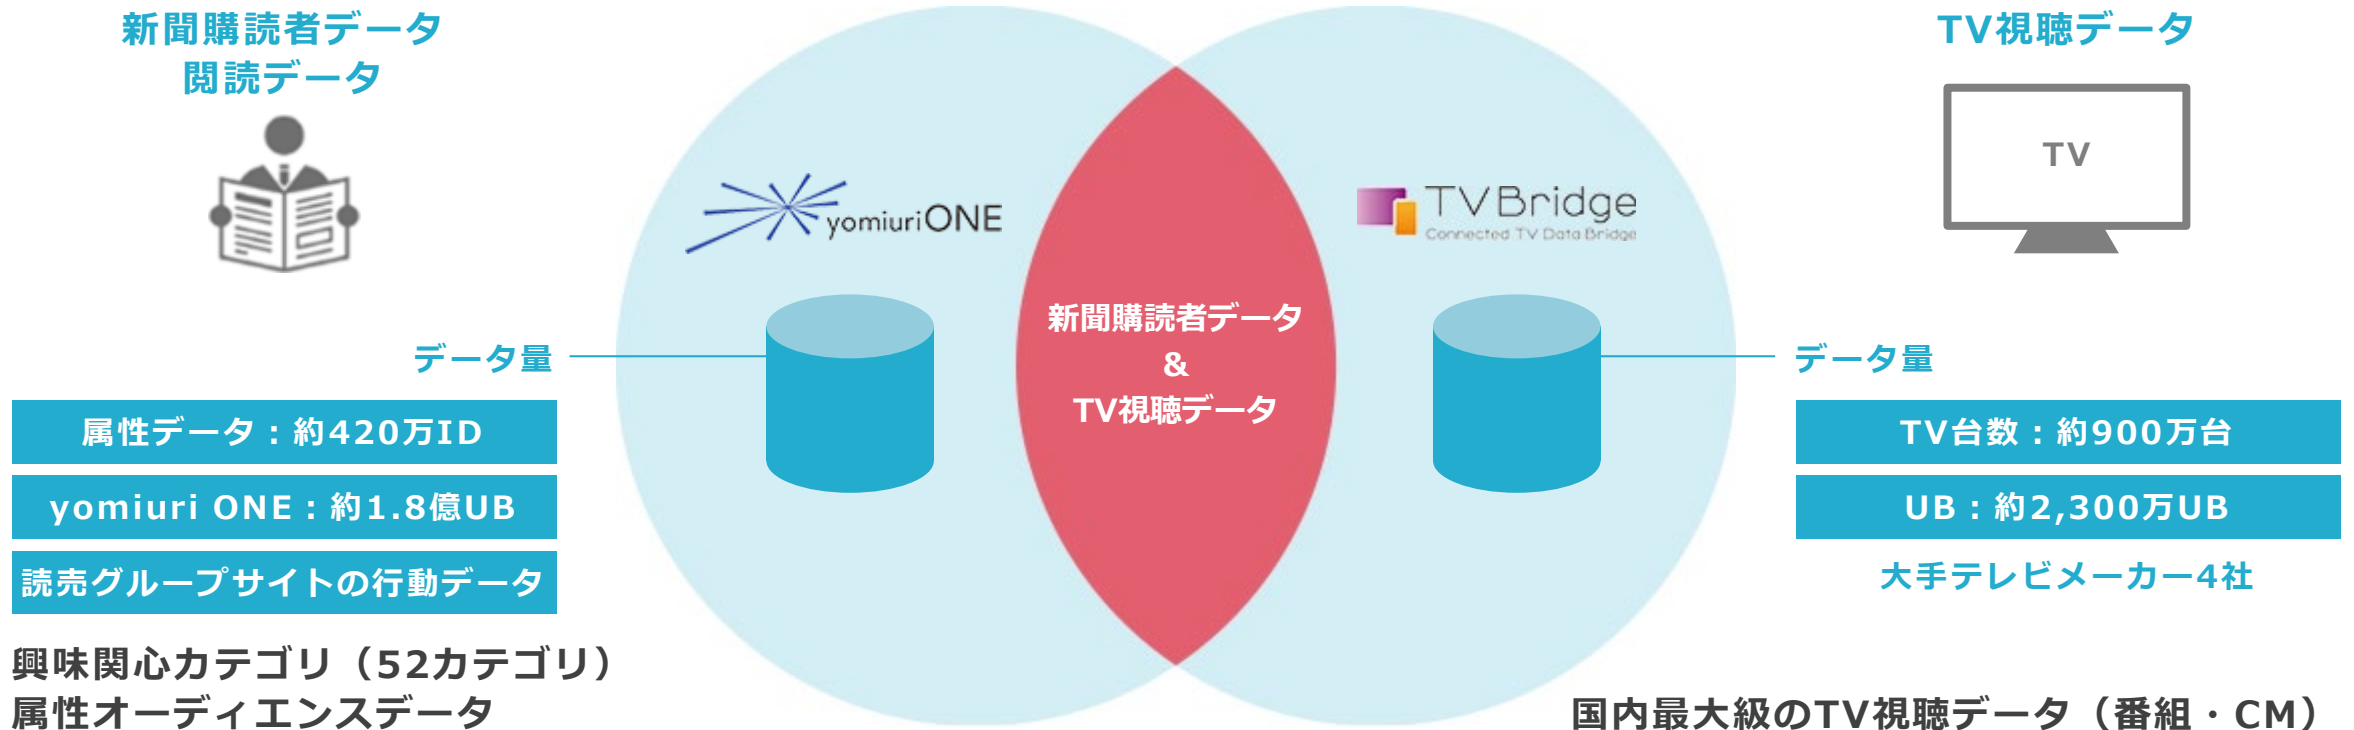 新聞購読者データ
閲読データ
yomiuri ONE
データ量
属性データ：約420万ID
yomiuri ONE：約1.8億UB
読売グループサイトの行動データ
興味関心カテゴリ（52カテゴリ）
属性オーディエンスデータ
新聞購読者データ
&
TV視聴データ
TV視聴データ
TV
TVBridge
Connected TV Data Bridge
データ量
TV台数：約900万台
UB：約2,300万UB
大手テレビメーカー4社
国内最大級のTV視聴データ（番組・CM）